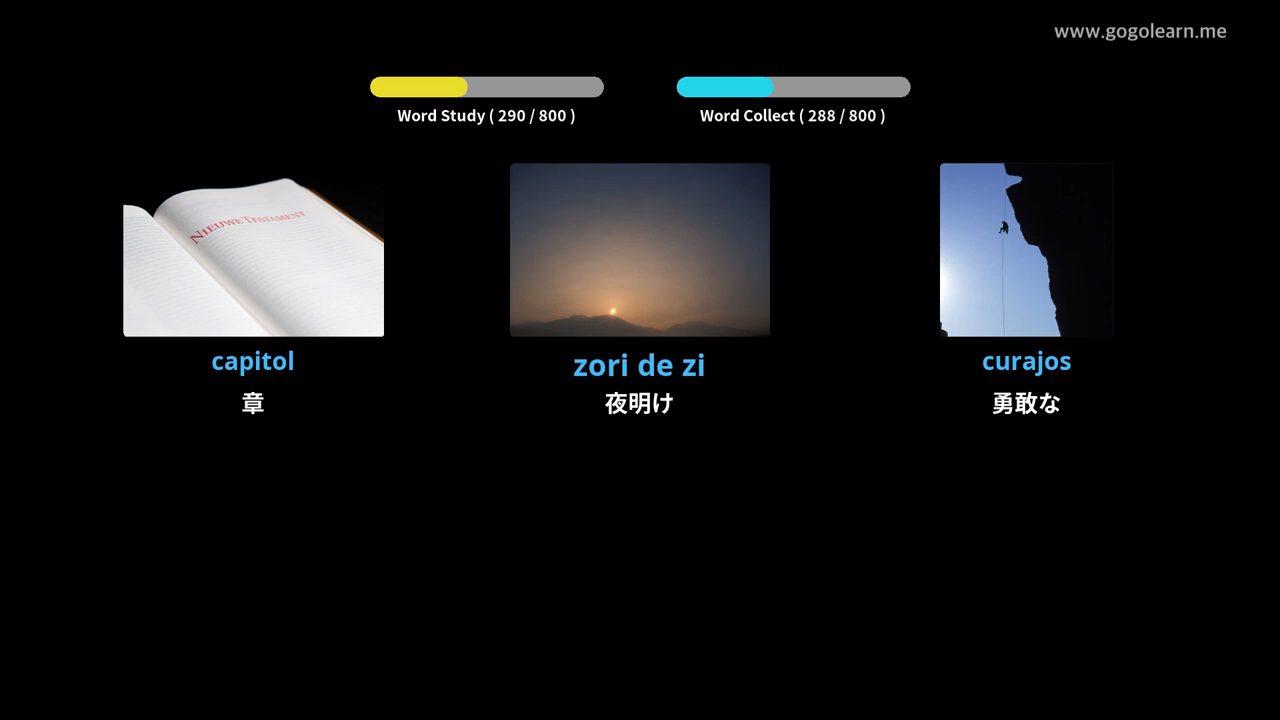 www.gogolearn.me
Word Study ( 290 / 800 )
Word Collect ( 288 / 800 )
NIEUWE TESTAMENT
capitol
zori de zi
curajos
章
夜明け
勇敢な